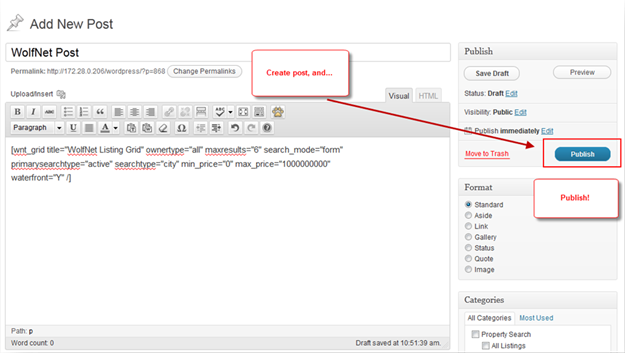 Add New Post
WolfNet Post
Permalink: http://172.28.0.206/wordpress/?p=868 Change Permalinks
Upload/Insert
Visual HTML
Paragraph
[wnt_grid title="WolfNet Listing Grid" ownertype="all" maxresults="6" search_mode="form"
primarysearchtype="active" searchtype="city" min_price="0" max_price="1000000000"
waterfront="Y" /]
Path: p
Word count: 0 Draft saved at 10:51:39 am.
Create post, and...
Publish
Save Draft Preview
Status: Draft Edit
Visibility: Public Edit
Publish immediately Edit
Move to Trash Publish
Publish!
Format
Standard
Aside
Link
Gallery
Status
Quote
Image
Categories
All Categories Most Used
Property Search
All Listings